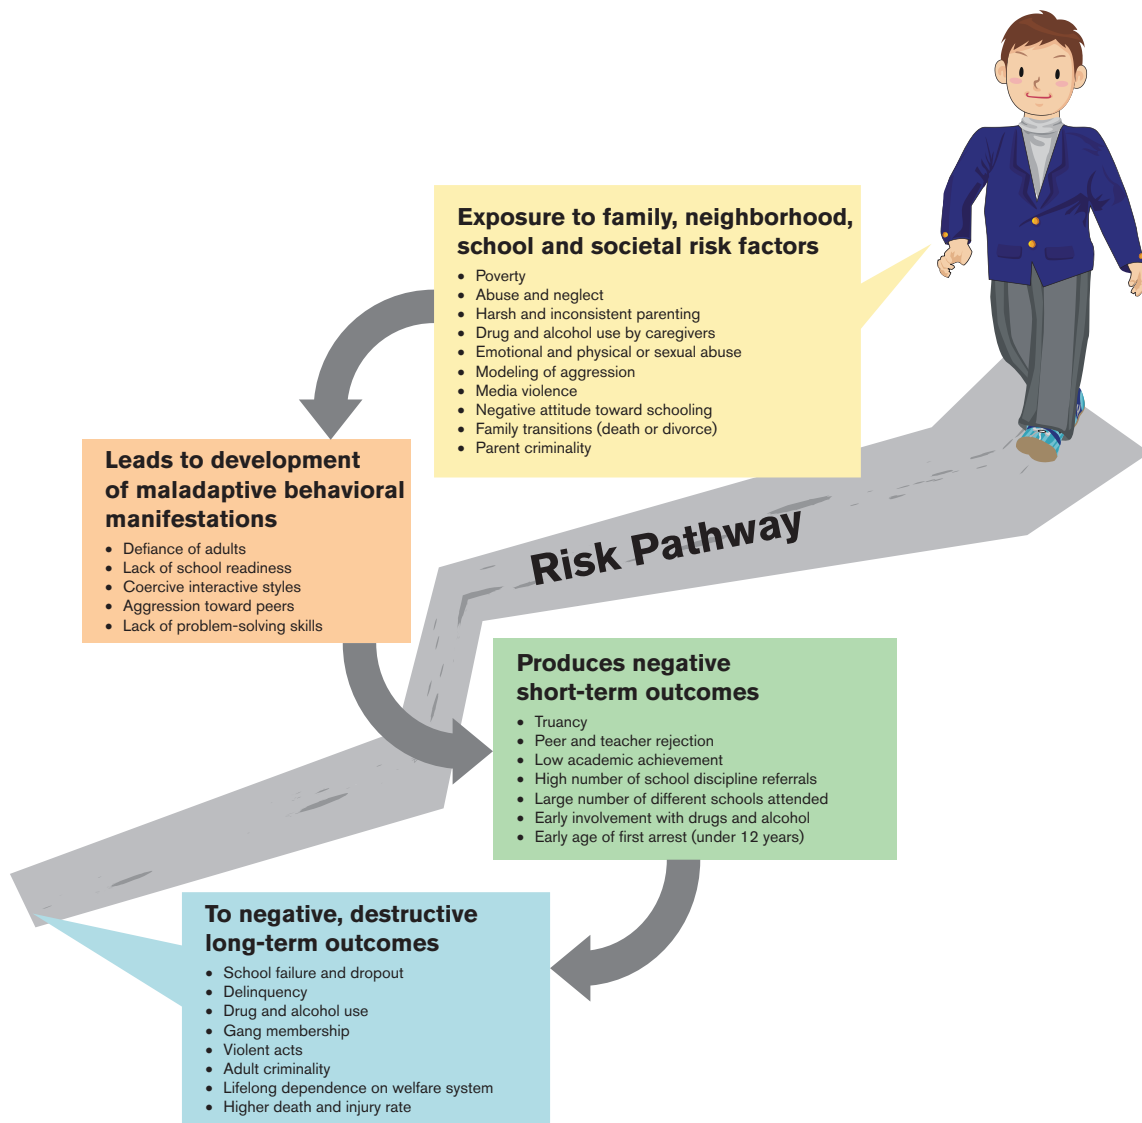 Exposure to family, neighborhood,
school and societal risk factors
• Poverty
• Abuse and neglect
• Harsh and inconsistent parenting
• Drug and alcohol use by caregivers
• Emotional and physical or sexual abuse
• Modeling of aggression
• Media violence
• Negative attitude toward schooling
• Family transitions (death or divorce)
• Parent criminality
Leads to development
of maladaptive behavioral
manifestations
• Defiance of adults
• Lack of school readiness
• Coercive interactive styles
• Aggression toward peers
• Lack of problem-solving skills
Risk Pathway
Produces negative
short-term outcomes
• Truancy
• Peer and teacher rejection
• Low academic achievement
• High number of school discipline referrals
• Large number of different schools attended
• Early involvement with drugs and alcohol
• Early age of first arrest (under 12 years)
To negative, destructive
long-term outcomes
• School failure and dropout
• Delinquency
• Drug and alcohol use
• Gang membership
• Violent acts
• Adult criminality
• Lifelong dependence on welfare system
• Higher death and injury rate